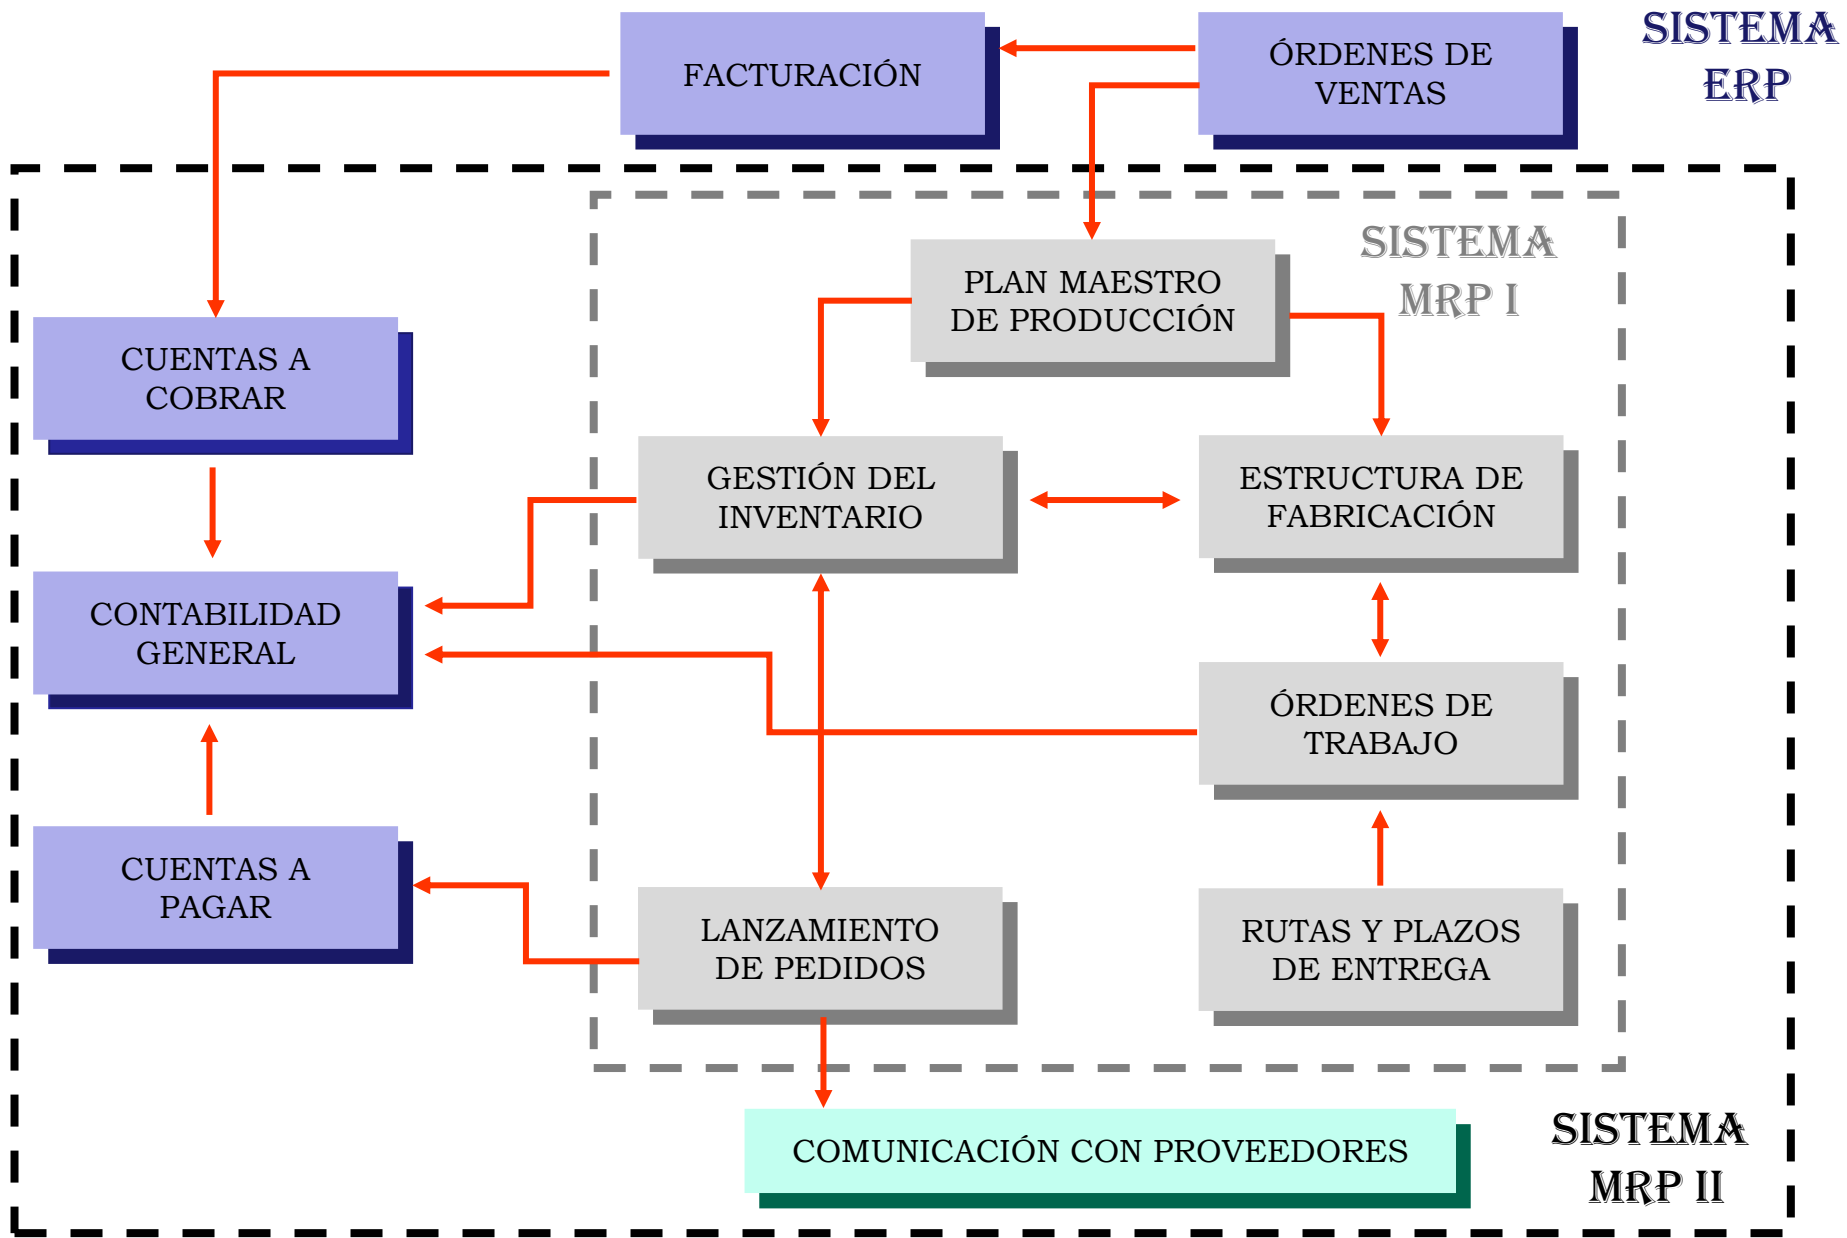 FACTURACIÓN
ÓRDENES DE
VENTAS
SISTEMA
ERP
SISTEMA
MRP I
PLAN MAESTRO
DE PRODUCCIÓN
CUENTAS A
COBRAR
GESTIÓN DEL
INVENTARIO
ESTRUCTURA DE
FABRICACIÓN
CONTABILIDAD
GENERAL
ÓRDENES DE
TRABAJO
CUENTAS A
PAGAR
LANZAMIENTO
DE PEDIDOS
RUTAS Y PLAZOS
DE ENTREGA
COMUNICACIÓN CON PROVEEDORES
SISTEMA
MRP II